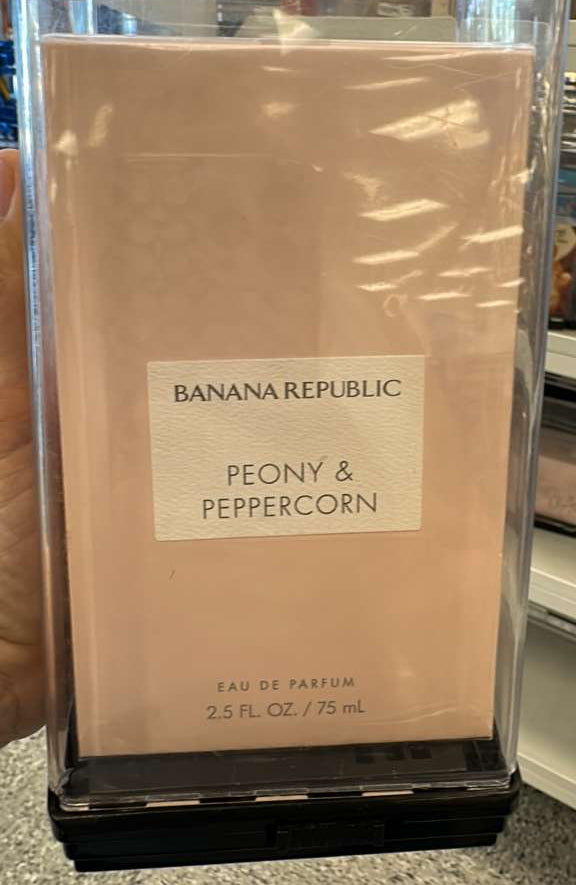 BANANA REPUBLIC
PEONY &
PEPPERCORN
EAU DE PARFUM
2.5 FL. OZ. / 75 mL